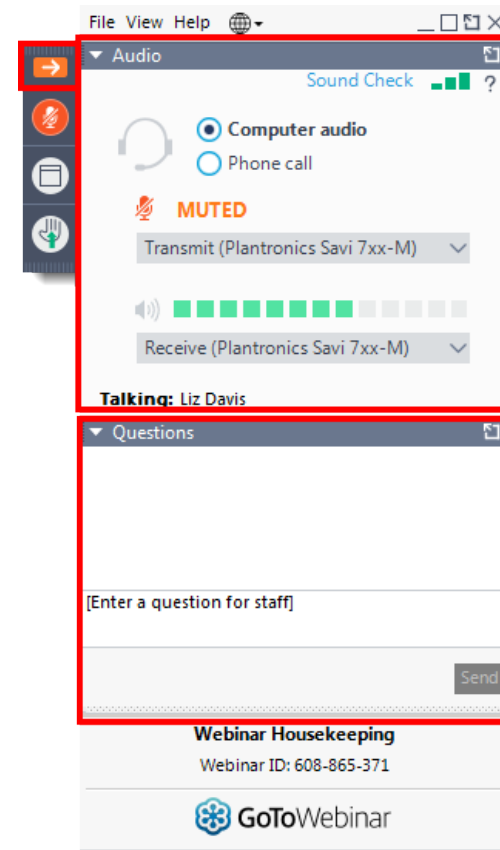 File View Help
Audio
Sound Check ?
Computer audio
Phone call
MUTED
Transmit (Plantronics Savi 7xx-M)
Receive (Plantronics Savi 7xx-M)
Talking: Liz Davis
Questions
[Enter a question for staff]
Send
Webinar Housekeeping
Webinar ID: 608-865-371
GoToWebinar